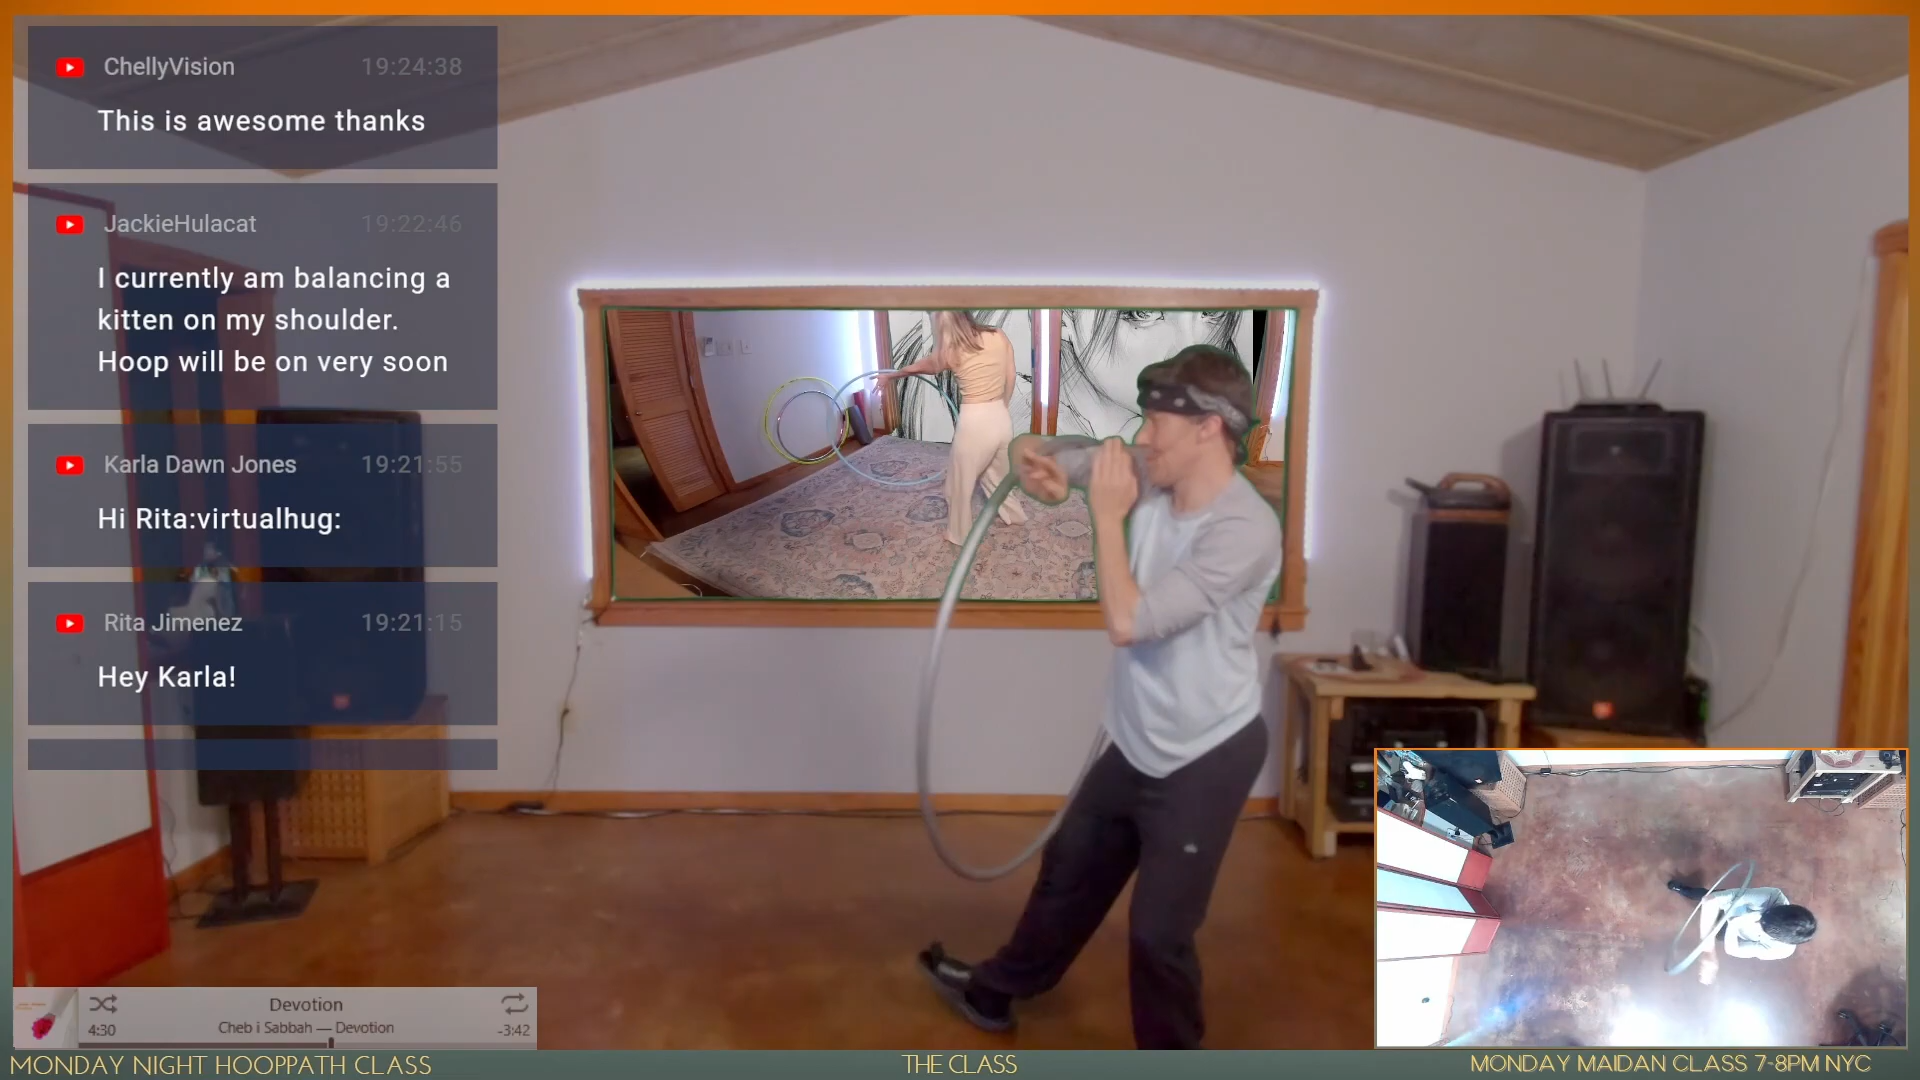 ChellyVision 19:24:38
This is awesome thanks
JackieHulacat 19:22:46
I currently am balancing a
kitten on my shoulder.
Hoop will be on very soon
Karla Dawn Jones 19:21:55
Hi Rita:virtualhug:
Rita Jimenez 19:21:15
Hey Karla!
Devotion
4:30 Cheb i Sabbah — Devotion -3:42
MONDAY NIGHT HOOPPATH CLASS THE CLASS MONDAY MAIDAN CLASS 7-8PM NYC